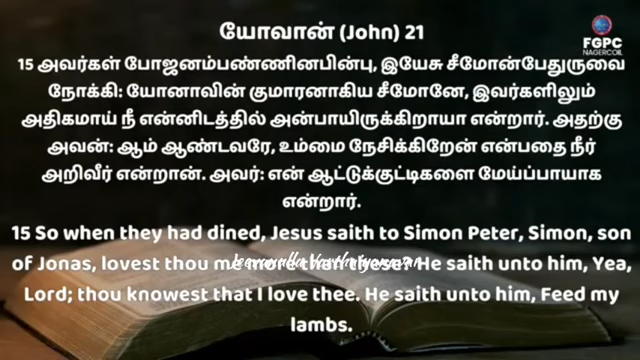 யோவான் (John) 21
FGPC
NAGERCOIL
15 அவர்கள் போஜனம்பண்ணினபின்பு, இயேசு சீமோன்பேதுருவை
நோக்கி: யோனாவின் குமாரனாகிய சீமோனே, இவர்களிலும்
அதிகமாய் நீ என்னிடத்தில் அன்பாயிருக்கிறாயா என்றார். அதற்கு
அவன்: ஆம் ஆண்டவரே, உம்மை நேசிக்கிறேன் என்பதை நீர்
அறிவீர் என்றான். அவர்: என் ஆட்டுக்குட்டிகளை மேய்ப்பாயாக
என்றார்.
15 So when they had dined, Jesus saith to Simon Peter, Simon, son
of Jonas, lovest thou me more than these? He saith unto him, Yea,
Lord; thou knowest that I love thee. He saith unto him, Feed my
lambs.